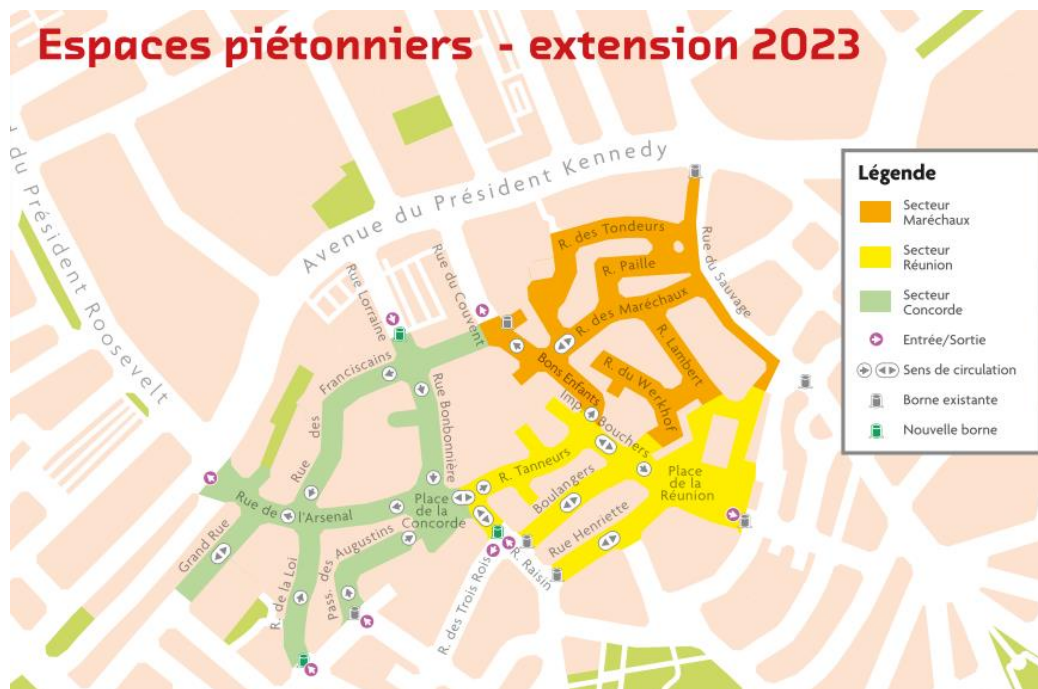 Espaces piétonniers - extension 2023
Avenue du Président Kennedy
du Président Roosevelt
Légende
Secteur
Maréchaux
Secteur
Réunion
Secteur
Concorde
Entrée/Sortie
Sens de circulation
Borne existante
Nouvelle borne
R. des Tondeurs
R. Paille
R. des Maréchaux
Rue du Sauvage
Rue Lorraine
Rue du Couvent
R. Lambert
Bons Enfants
R. du Werkhof
Rue des Franciscains
Rue Bonbonnière
Imp. Bouchers
R. Tanneurs
Boulangers
Place
de la
Réunion
Place
de la
Concorde
Rue de l'Arsenal
Pass. des Augustins
Rue Henriette
Grand Rue
R. de la Loi
R. des Trois Rois
R. Raisin